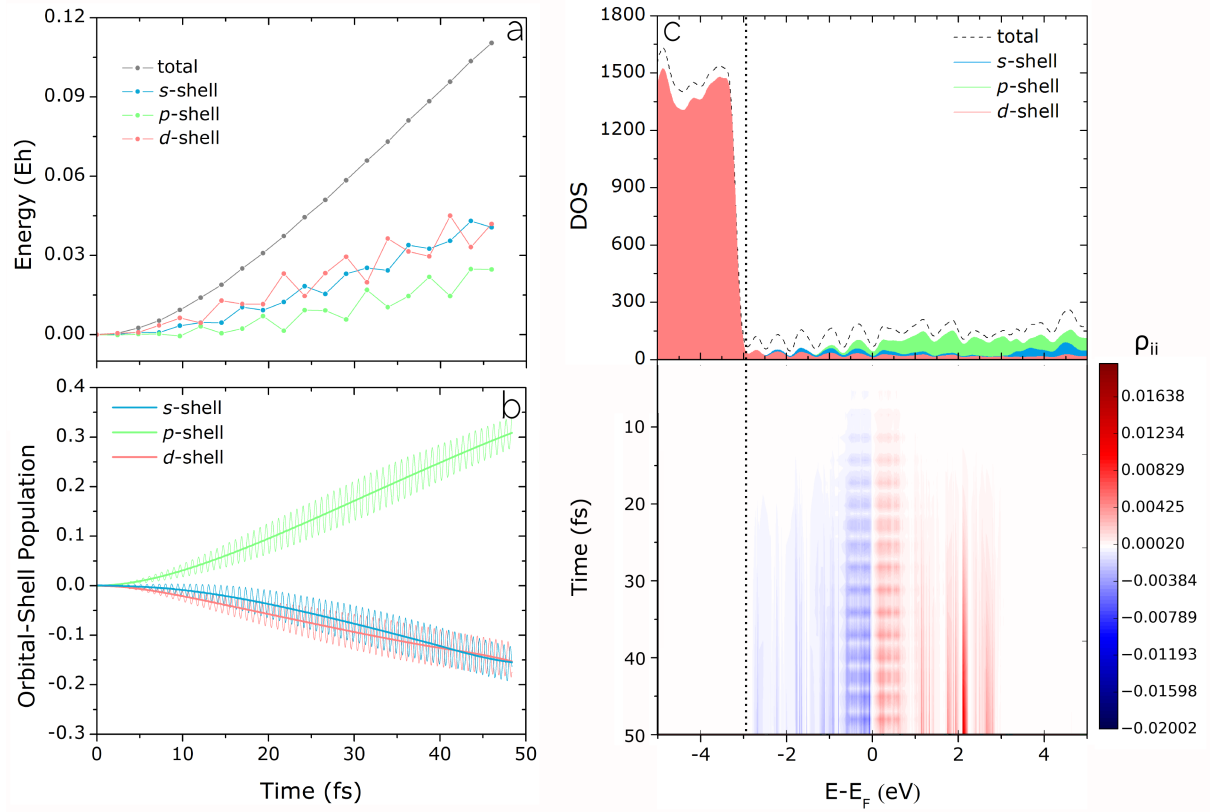 a
0.12
0.09
0.06
0.03
0.00
Energy (Eh)
total
s-shell
p-shell
d-shell
b
0.4
0.3
0.2
0.1
0.0
-0.1
-0.2
-0.3
Orbital-Shell Population
s-shell
p-shell
d-shell
0 10 20 30 40 50
Time (fs)
c
1800
1500
1200
900
600
300
0
DOS
total
s-shell
p-shell
d-shell
10
20
30
40
50
Time (fs)
-4 -2 0 2 4
E-EF (eV)
ρii
0.01638
0.01234
0.00829
0.00425
0.00020
−0.00384
−0.00789
−0.01193
−0.01598
−0.02002